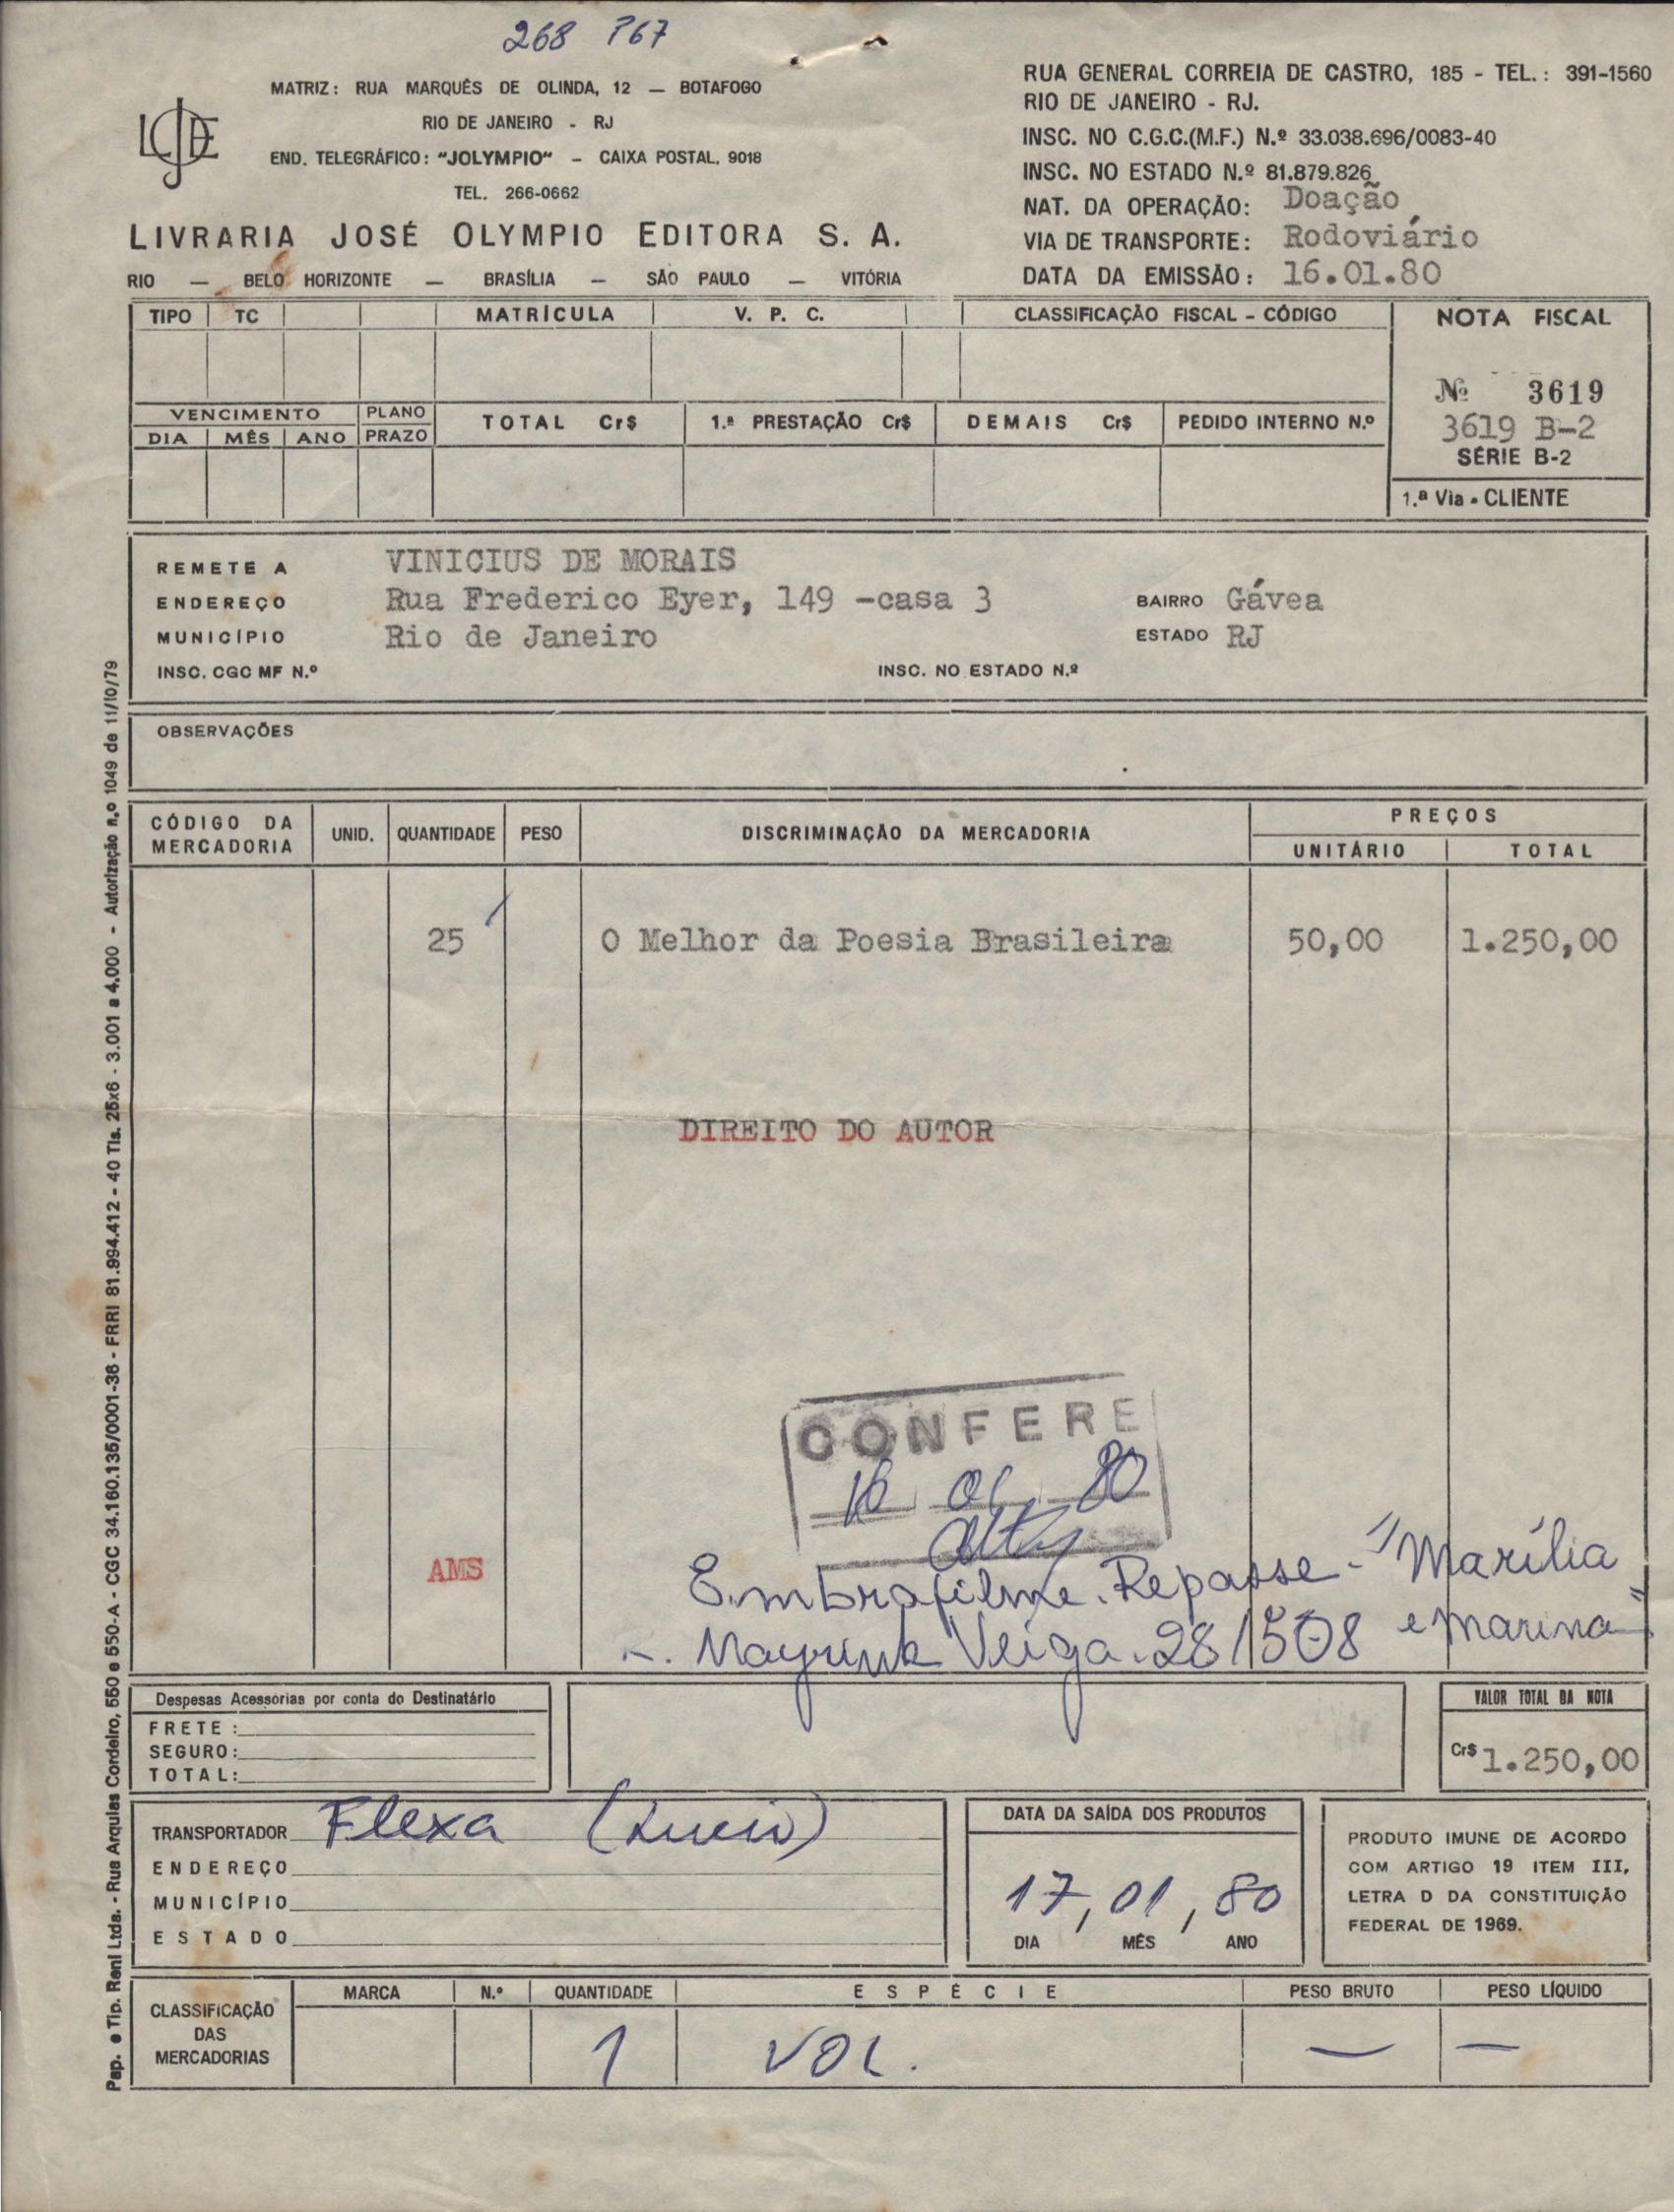 268 P67
MATRIZ: RUA MARQUÊS DE OLINDA, 12 — BOTAFOGO
RIO DE JANEIRO - RJ
END. TELEGRÁFICO: "JOLYMPIO" - CAIXA POSTAL, 9018
TEL. 266-0662
LIVRARIA JOSÉ OLYMPIO EDITORA S. A.
RIO — BELO HORIZONTE — BRASÍLIA — SÃO PAULO — VITÓRIA
RUA GENERAL CORREIA DE CASTRO, 185 - TEL.: 391-1560
RIO DE JANEIRO - RJ.
INSC. NO C.G.C.(M.F.) N.º 33.038.696/0083-40
INSC. NO ESTADO N.º 81.879.826
NAT. DA OPERAÇÃO: Doação
VIA DE TRANSPORTE: Rodoviário
DATA DA EMISSÃO: 16.01.80
TIPO TC MATRÍCULA V. P. C. CLASSIFICAÇÃO FISCAL - CÓDIGO
NOTA FISCAL
Nº 3619
3619 B-2
SÉRIE B-2
1.ª Via - CLIENTE
VENCIMENTO PLANO TOTAL Cr$ 1.ª PRESTAÇÃO Cr$ DEMAIS Cr$ PEDIDO INTERNO N.º
DIA MÊS ANO PRAZO
REMETE A VINICIUS DE MORAIS
ENDEREÇO Rua Frederico Eyer, 149 -casa 3 BAIRRO Gávea
MUNICÍPIO Rio de Janeiro ESTADO RJ
INSC. CGC MF N.º INSC. NO ESTADO N.º
OBSERVAÇÕES
CÓDIGO DA MERCADORIA UNID. QUANTIDADE PESO DISCRIMINAÇÃO DA MERCADORIA PREÇOS
UNITÁRIO TOTAL
25 O Melhor da Poesia Brasileira 50,00 1.250,00
DIREITO DO AUTOR
CONFERE
16 01 80
AMS
Embrafilme. Repasse - "Marília
R. Mayrink Veiga. 28/508 e Marina"
Despesas Acessórias por conta do Destinatário
FRETE:
SEGURO:
TOTAL:
VALOR TOTAL DA NOTA
Cr$ 1.250,00
TRANSPORTADOR Flexa (Lucio)
ENDEREÇO
MUNICÍPIO
ESTADO
DATA DA SAÍDA DOS PRODUTOS
17, 01, 80
DIA MÊS ANO
PRODUTO IMUNE DE ACORDO
COM ARTIGO 19 ITEM III,
LETRA D DA CONSTITUIÇÃO
FEDERAL DE 1969.
CLASSIFICAÇÃO
DAS
MERCADORIAS
MARCA N.º QUANTIDADE ESPÉCIE PESO BRUTO PESO LÍQUIDO
1 VOL. — —
Pap. e Tip. Reni Ltda. - Rua Arquias Cordeiro, 550 e 550-A - CGC 34.160.135/0001-36 - FRRI 81.994.412 - 40 Tls. 25x6 - 3.001 a 4.000 - Autorização n.º 1049 de 11/10/79